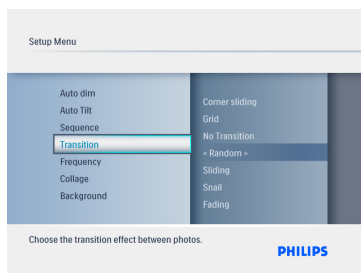 Setup Menu
Auto dim
Auto Tilt
Sequence
Transition
Frequency
Collage
Background
Corner sliding
Grid
No Transition
< Random >
Sliding
Snail
Fading
Choose the transition effect between photos.
PHILIPS